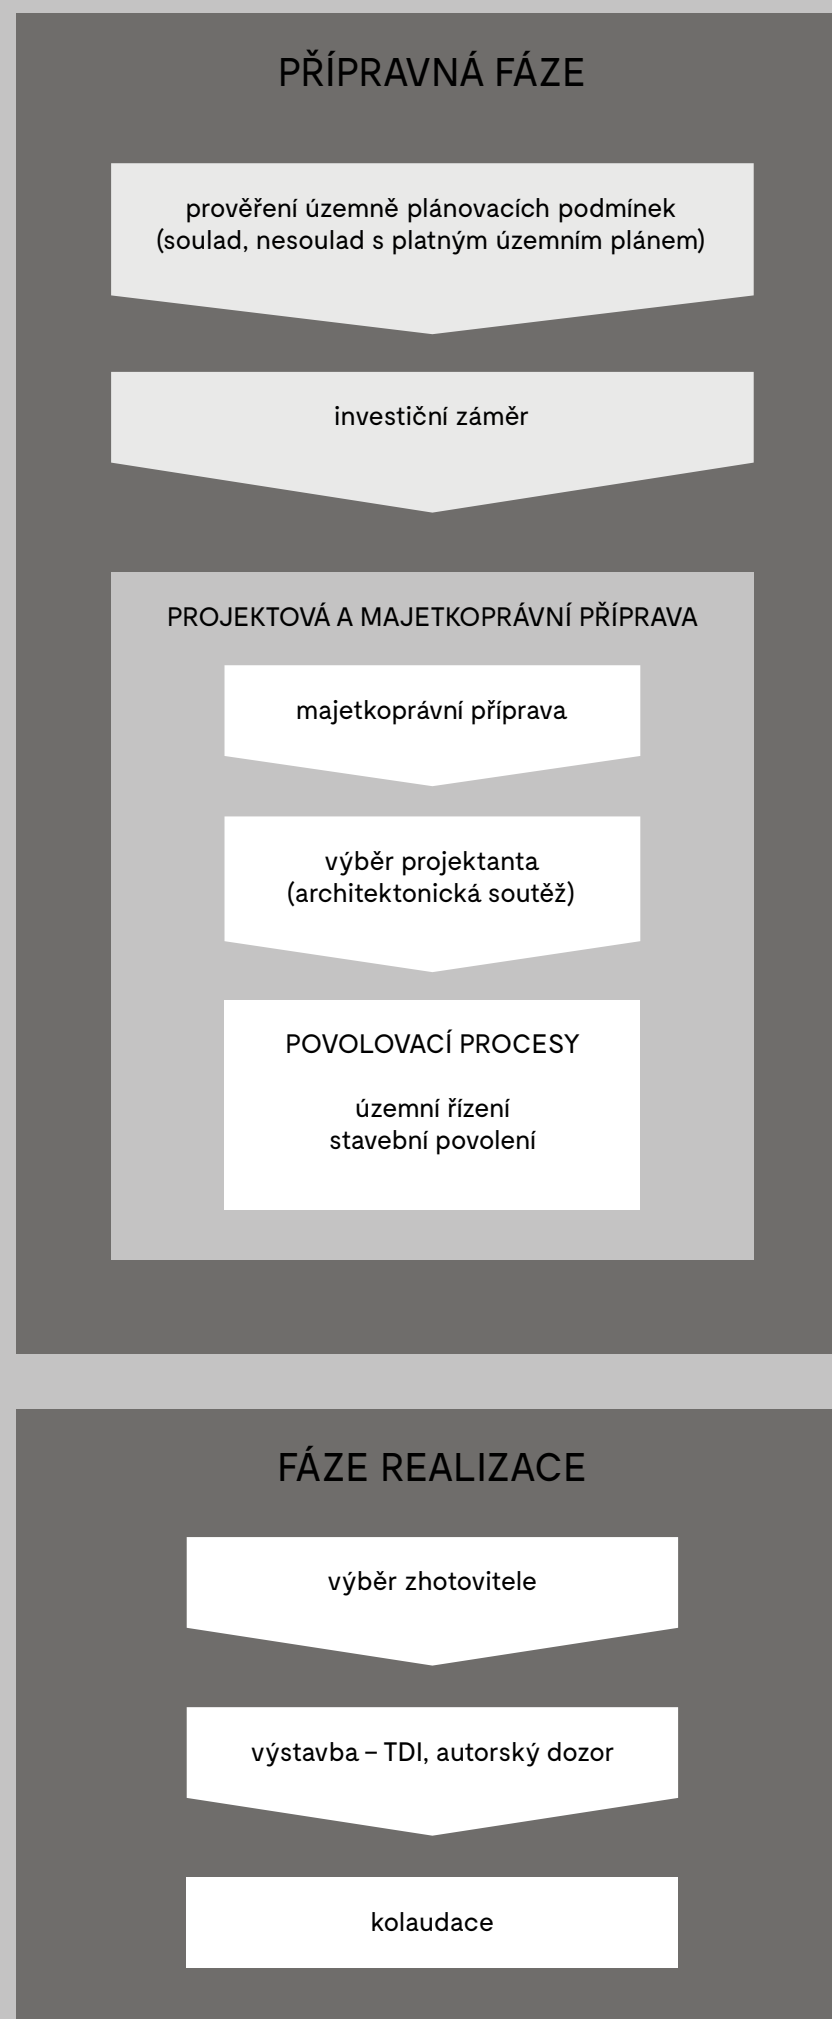 PŘÍPRAVNÁ FÁZE
prověření územně plánovacích podmínek
(soulad, nesoulad s platným územním plánem)
investiční záměr
PROJEKTOVÁ A MAJETKOPRÁVNÍ PŘÍPRAVA
majetkoprávní příprava
výběr projektanta
(architektonická soutěž)
POVOLOVACÍ PROCESY
územní řízení
stavební povolení
FÁZE REALIZACE
výběr zhotovitele
výstavba – TDI, autorský dozor
kolaudace